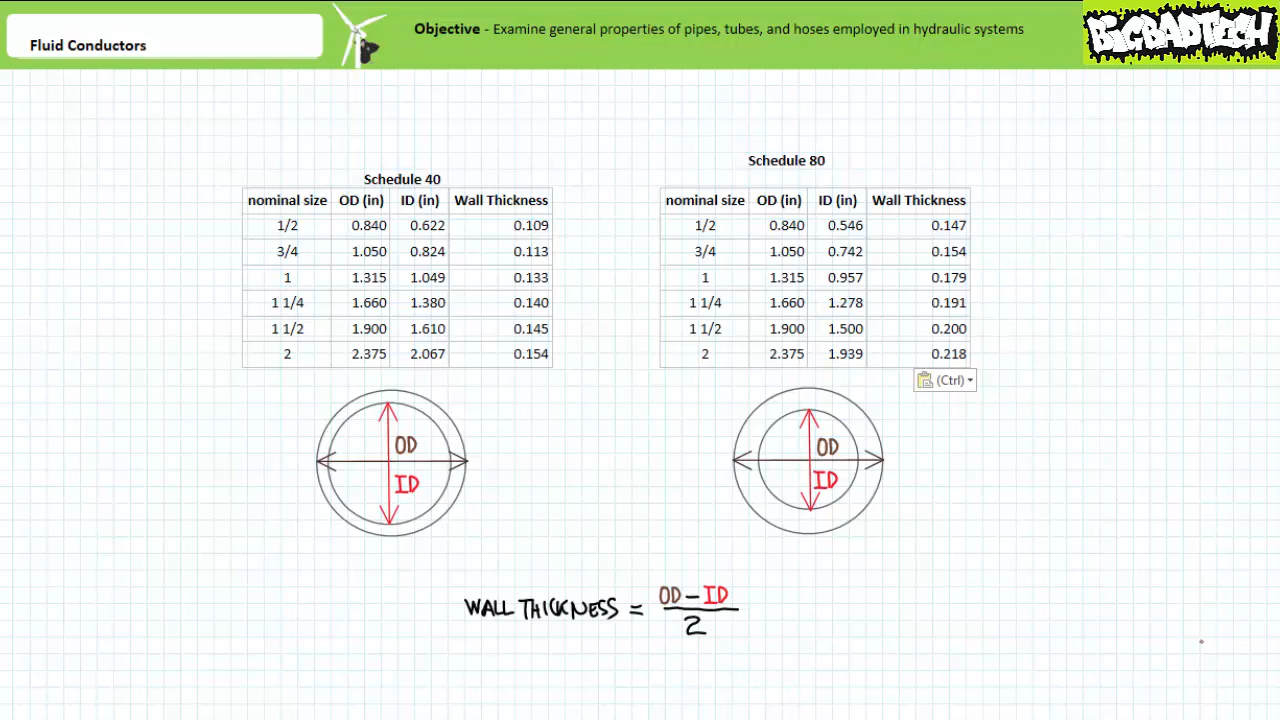 Fluid Conductors
Objective - Examine general properties of pipes, tubes, and hoses employed in hydraulic systems
BIGBADTECH
Schedule 40
nominal size OD (in) ID (in) Wall Thickness
1/2 0.840 0.622 0.109
3/4 1.050 0.824 0.113
1 1.315 1.049 0.133
1 1/4 1.660 1.380 0.140
1 1/2 1.900 1.610 0.145
2 2.375 2.067 0.154
Schedule 80
nominal size OD (in) ID (in) Wall Thickness
1/2 0.840 0.546 0.147
3/4 1.050 0.742 0.154
1 1.315 0.957 0.179
1 1/4 1.660 1.278 0.191
1 1/2 1.900 1.500 0.200
2 2.375 1.939 0.218
(Ctrl)
OD
ID
OD
ID
WALL THICKNESS = OD - ID
2